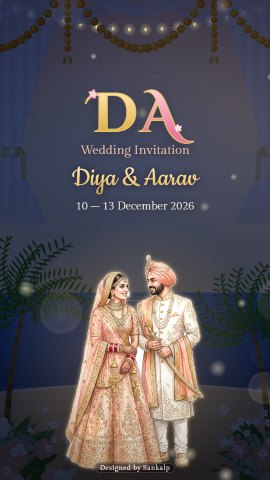 DA
Wedding Invitation
Diya & Aarav
10 — 13 December 2026
Designed by Sankalp